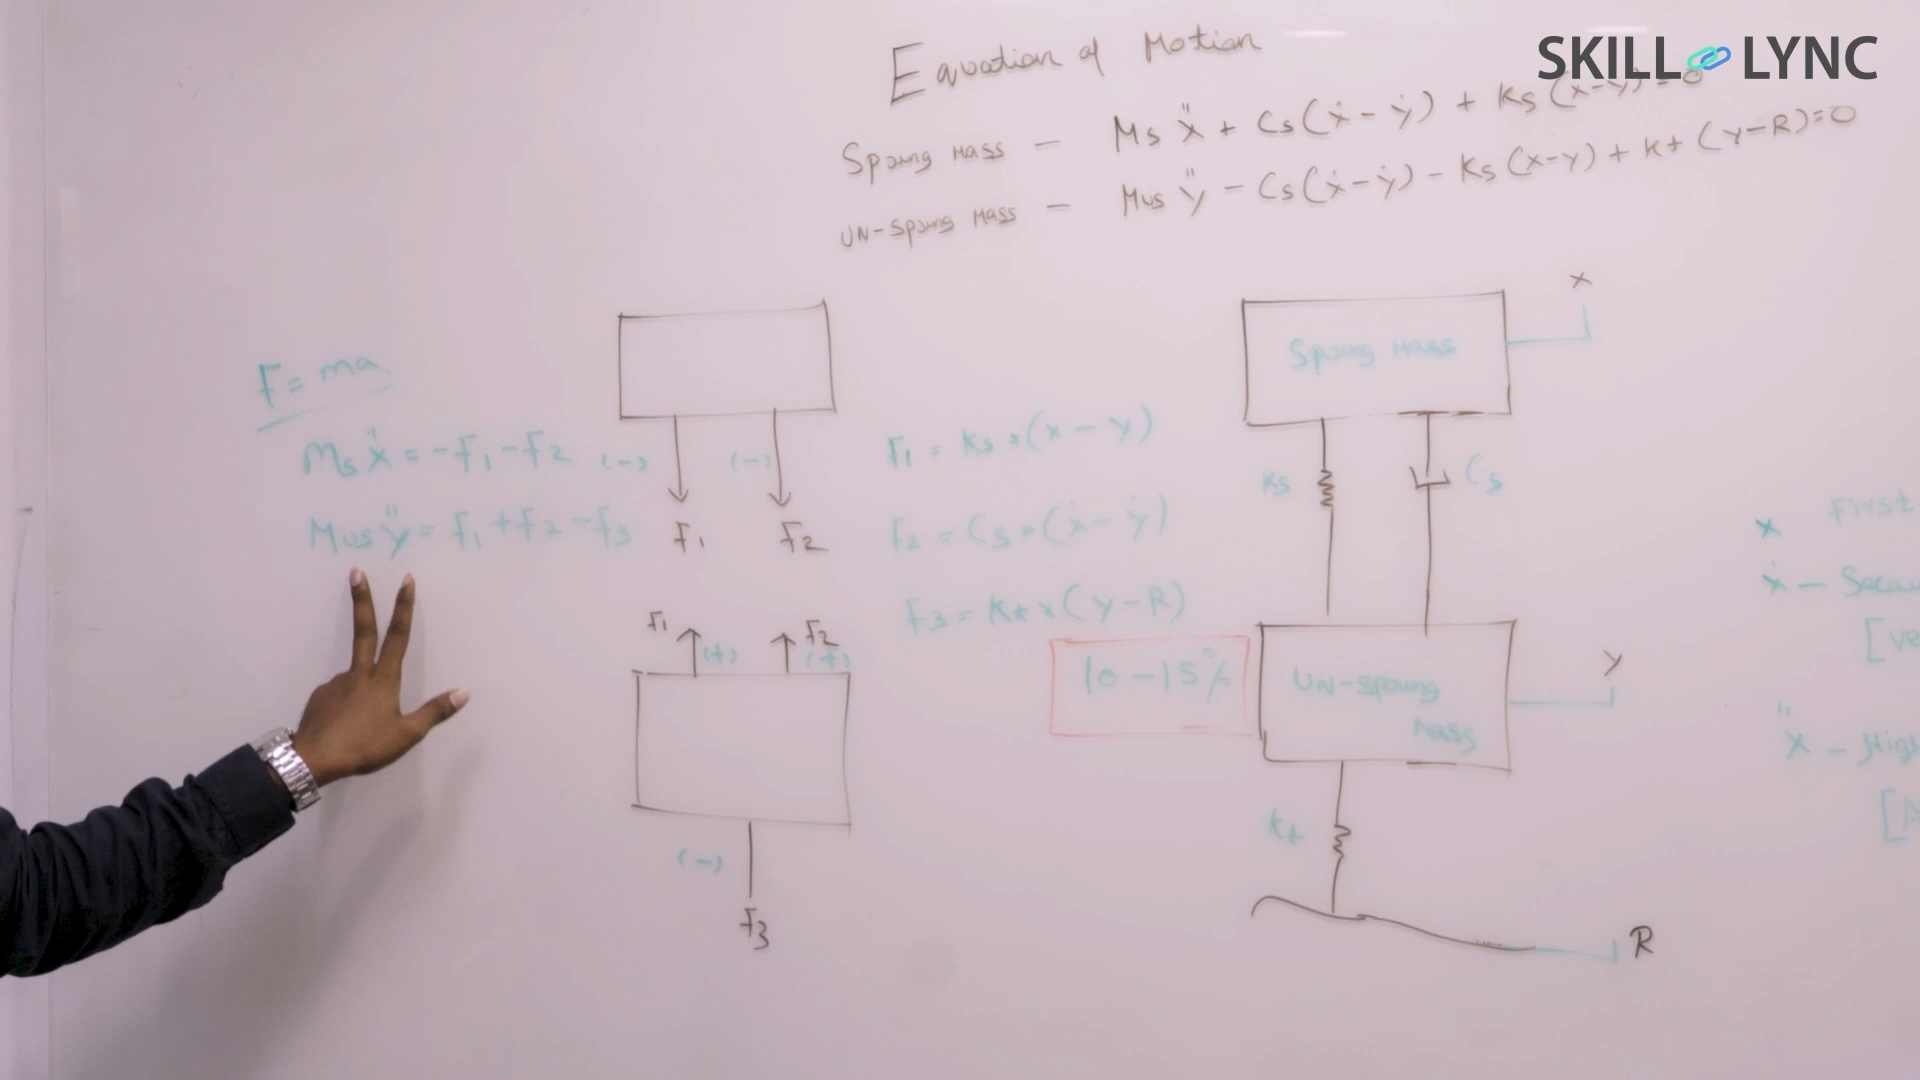 SKILL LYNC
Equation of Motion
Sprung Mass — Ms ẍ + Cs(ẋ-ẏ) + Ks(x-y)=0
UN-Sprung Mass — Mus ÿ - Cs(ẋ-ẏ) - Ks(x-y) + Kt(y-R)=0
x
Sprung Mass
F = ma
Ms ẍ = -F1 - F2
(-)
(-)
F1 = Ks * (x - y)
Ks
Cs
x First
Mus ÿ = F1 + F2 - F3
F1
F2
F2 = Cs * (ẋ - ẏ)
ẋ —
F1
(+)
F2
(+)
F3 = Kt x (y - R)
10-15%
UN-sprung
Mass
y
ẍ —
(-)
Kt
F3
R